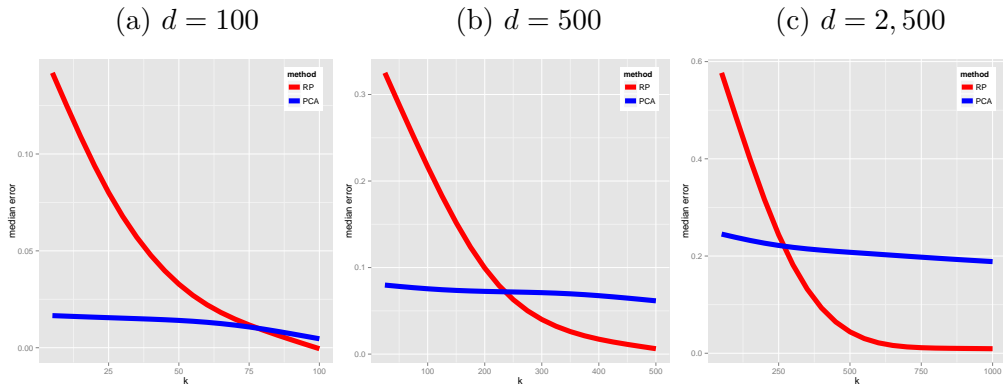 (a) d = 100
method
RP
PCA
0.10
0.05
0.00
median error
25
50
75
100
k
(b) d = 500
method
RP
PCA
0.3
0.2
0.1
0.0
median error
100
200
300
400
500
k
(c) d = 2, 500
method
RP
PCA
0.6
0.4
0.2
0.0
median error
250
500
750
1000
k